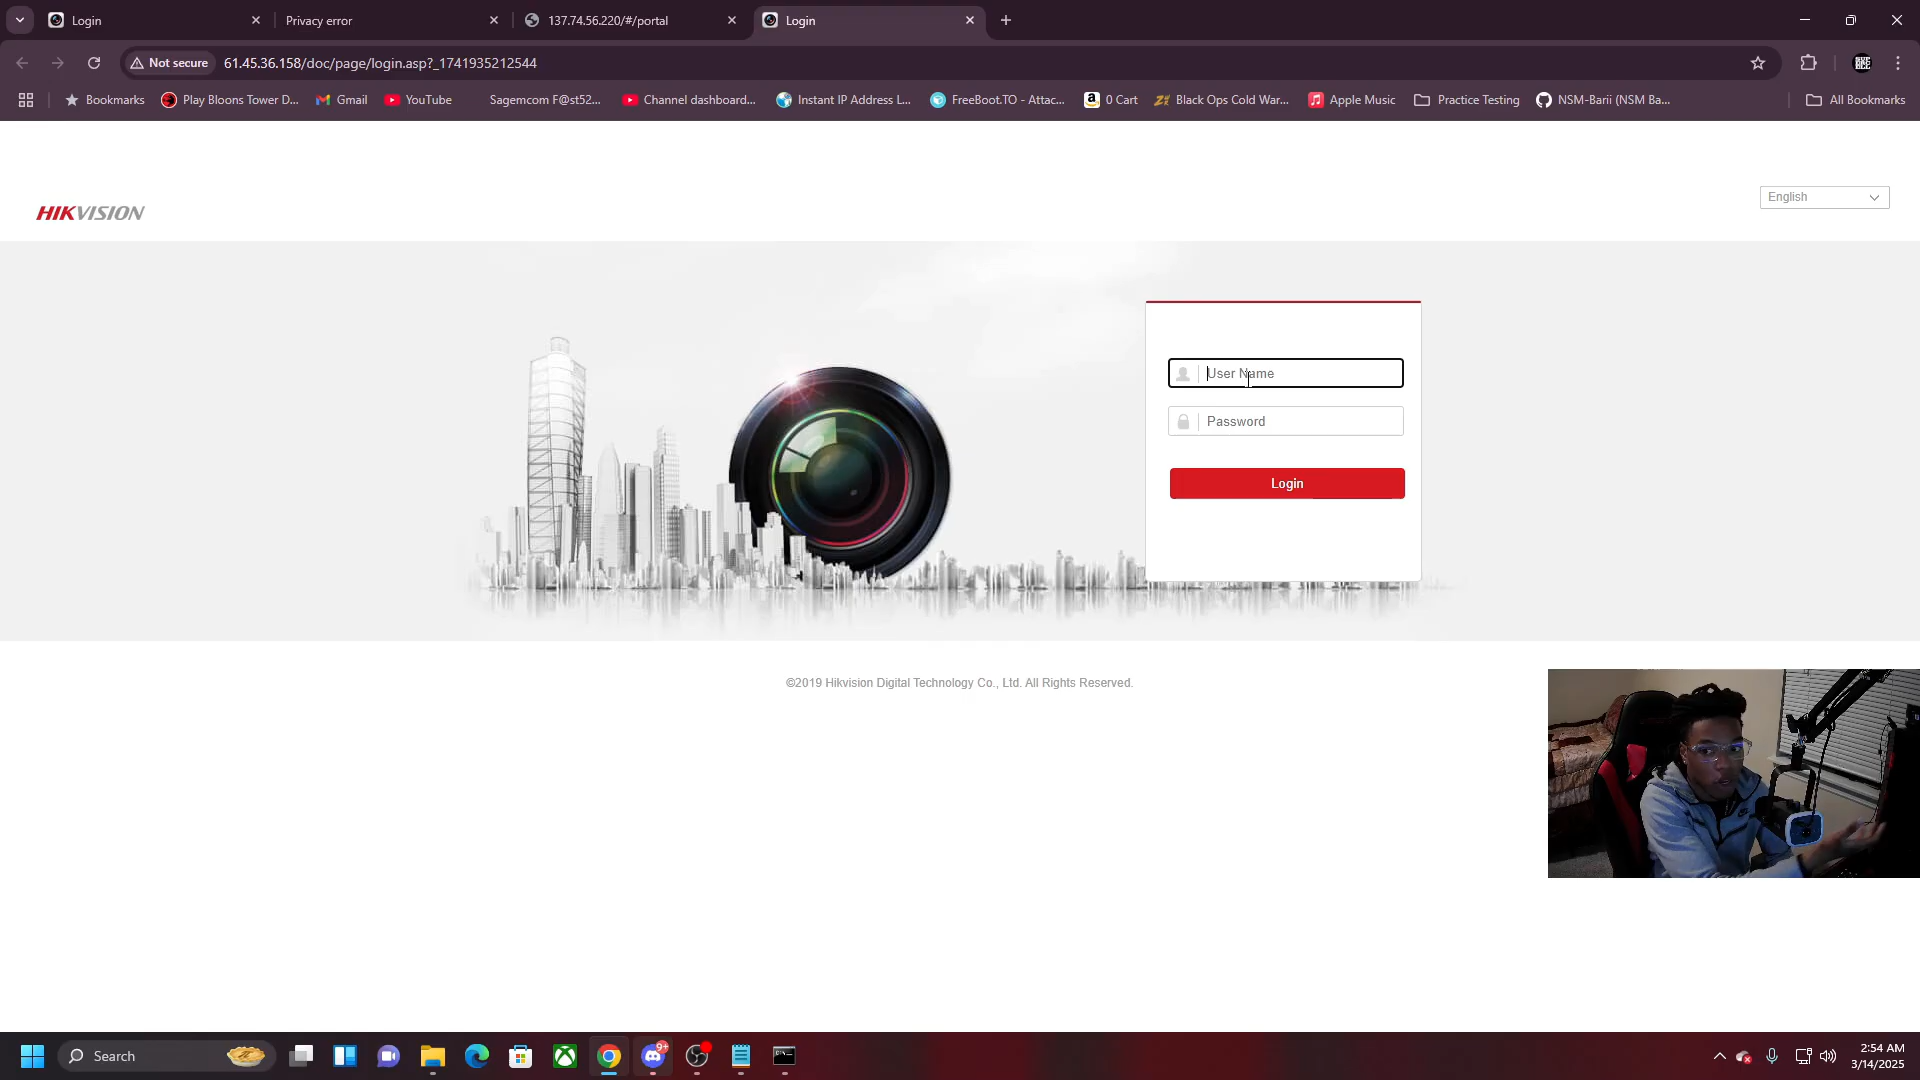 Login
Privacy error
137.74.56.220/#/portal
Login
Not secure
61.45.36.158/doc/page/login.asp?_1741935212544
Bookmarks
Play Bloons Tower D...
Gmail
YouTube
Sagemcom F@st52...
Channel dashboard...
Instant IP Address L...
FreeBoot.TO - Attac...
0 Cart
Black Ops Cold War...
Apple Music
Practice Testing
NSM-Barii (NSM Ba...
All Bookmarks
HIKVISION
English
User Name
Password
Login
©2019 Hikvision Digital Technology Co., Ltd. All Rights Reserved.
Search
9+
2:54 AM
3/14/2025